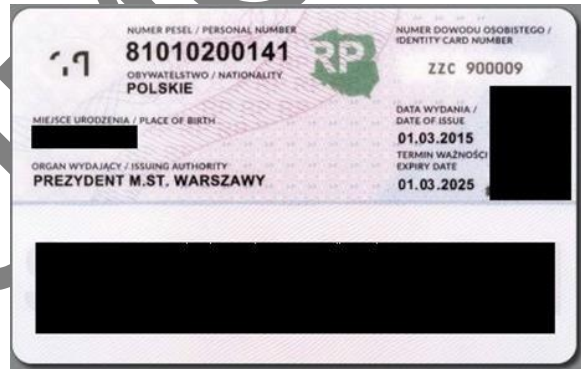 NUMER PESEL / PERSONAL NUMBER
81010200141
OBYWATELSTWO / NATIONALITY
POLSKIE
MIEJSCE URODZENIA / PLACE OF BIRTH
ORGAN WYDAJĄCY / ISSUING AUTHORITY
PREZYDENT M.ST. WARSZAWY
RP
NUMER DOWODU OSOBISTEGO /
IDENTITY CARD NUMBER
ZZC 900009
DATA WYDANIA /
DATE OF ISSUE
01.03.2015
TERMIN WAŻNOŚCI
EXPIRY DATE
01.03.2025